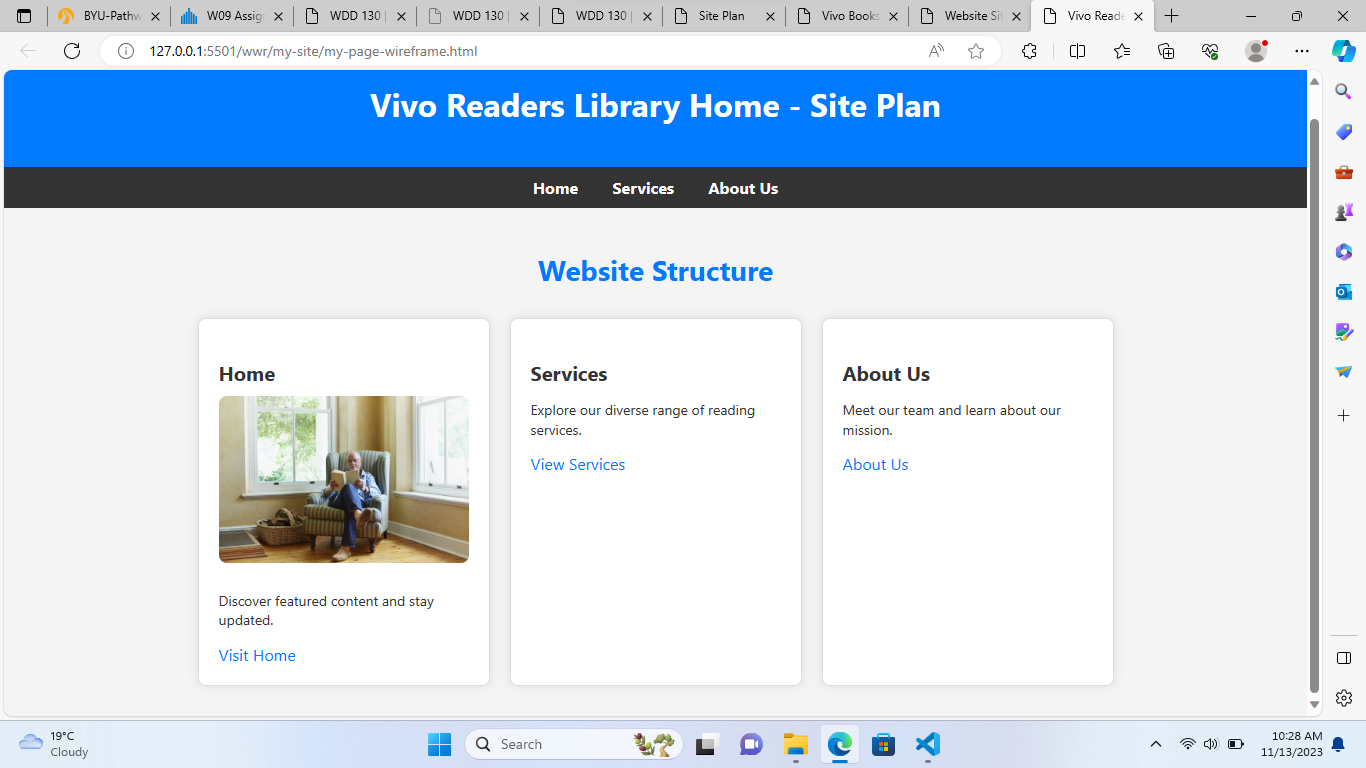 BYU-Pathw
W09 Assig
WDD 130 |
WDD 130 |
WDD 130 |
Site Plan
Vivo Books
Website Sit
Vivo Reade
127.0.0.1:5501/wwr/my-site/my-page-wireframe.html
Vivo Readers Library Home - Site Plan
Home Services About Us
Website Structure
Home
Discover featured content and stay
updated.
Visit Home
Services
Explore our diverse range of reading
services.
View Services
About Us
Meet our team and learn about our
mission.
About Us
19°C
Cloudy
Search
10:28 AM
11/13/2023